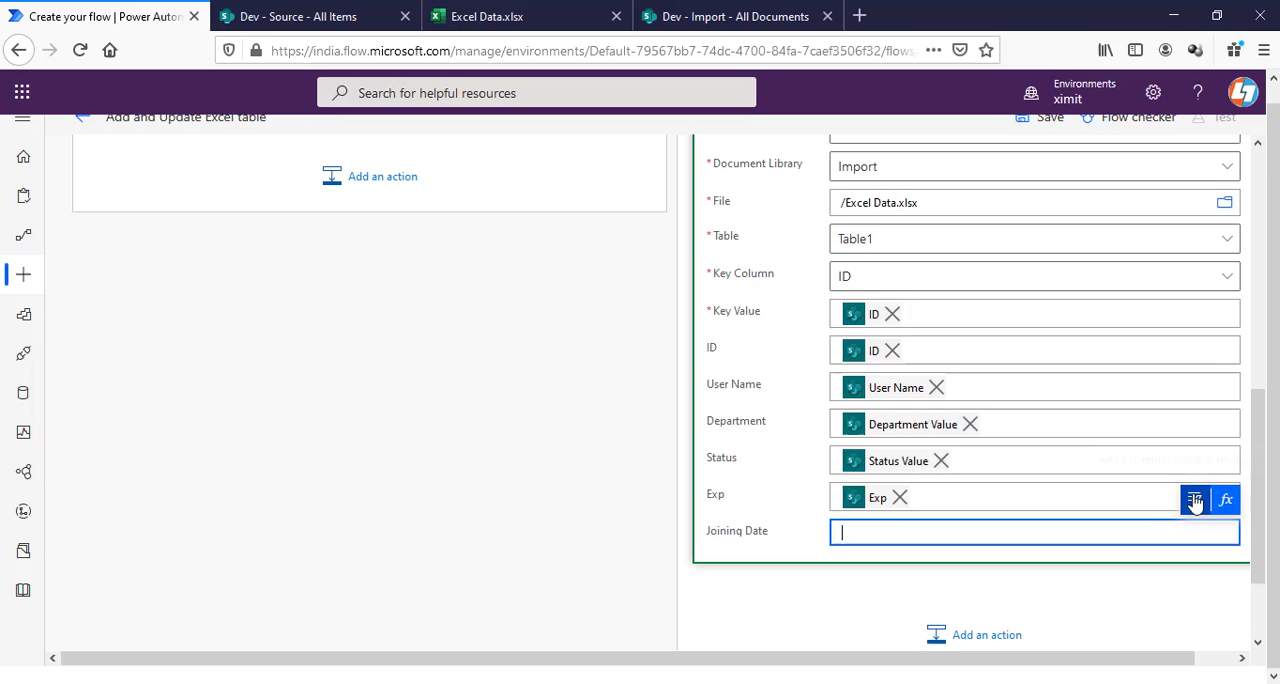 Create your flow | Power Auton
Dev - Source - All Items
Excel Data.xlsx
Dev - Import - All Documents
https://india.flow.microsoft.com/manage/environments/Default-79567bb7-74dc-4700-84fa-7caef3506f32/flows,
Search for helpful resources
Environments
ximit
Add and Update Excel table
Save
Flow checker
Test
Add an action
* Document Library
Import
* File
/Excel Data.xlsx
* Table
Table1
* Key Column
ID
* Key Value
ID
ID
ID
User Name
User Name
Department
Department Value
Status
Status Value
Exp
Exp
fx
Joining Date
Add an action